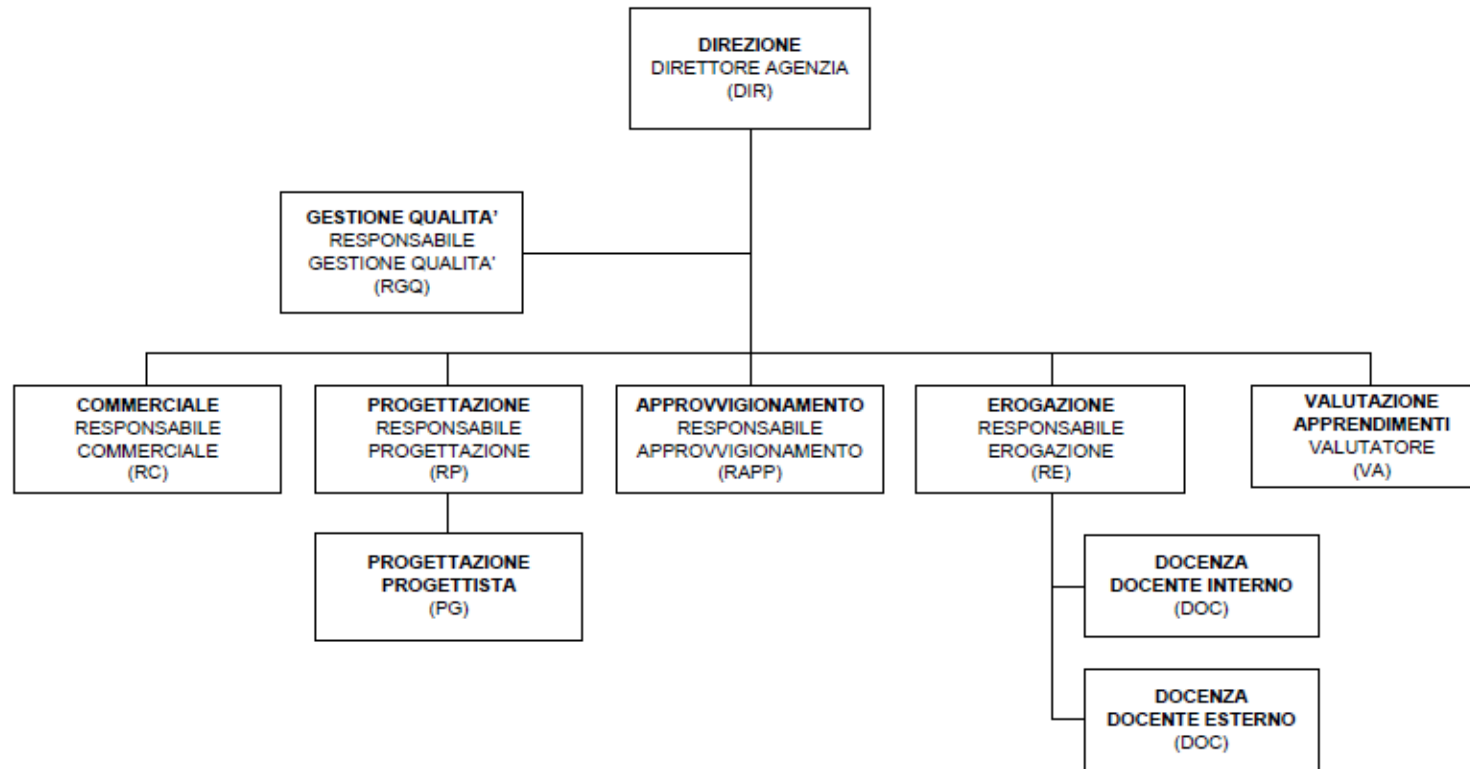 DIREZIONE
DIRETTORE AGENZIA
(DIR)
GESTIONE QUALITA’
RESPONSABILE
GESTIONE QUALITA’
(RGQ)
COMMERCIALE
RESPONSABILE
COMMERCIALE
(RC)
PROGETTAZIONE
RESPONSABILE
PROGETTAZIONE
(RP)
APPROVVIGIONAMENTO
RESPONSABILE
APPROVVIGIONAMENTO
(RAPP)
EROGAZIONE
RESPONSABILE
EROGAZIONE
(RE)
VALUTAZIONE
APPRENDIMENTI
VALUTATORE
(VA)
PROGETTAZIONE
PROGETTISTA
(PG)
DOCENZA
DOCENTE INTERNO
(DOC)
DOCENZA
DOCENTE ESTERNO
(DOC)